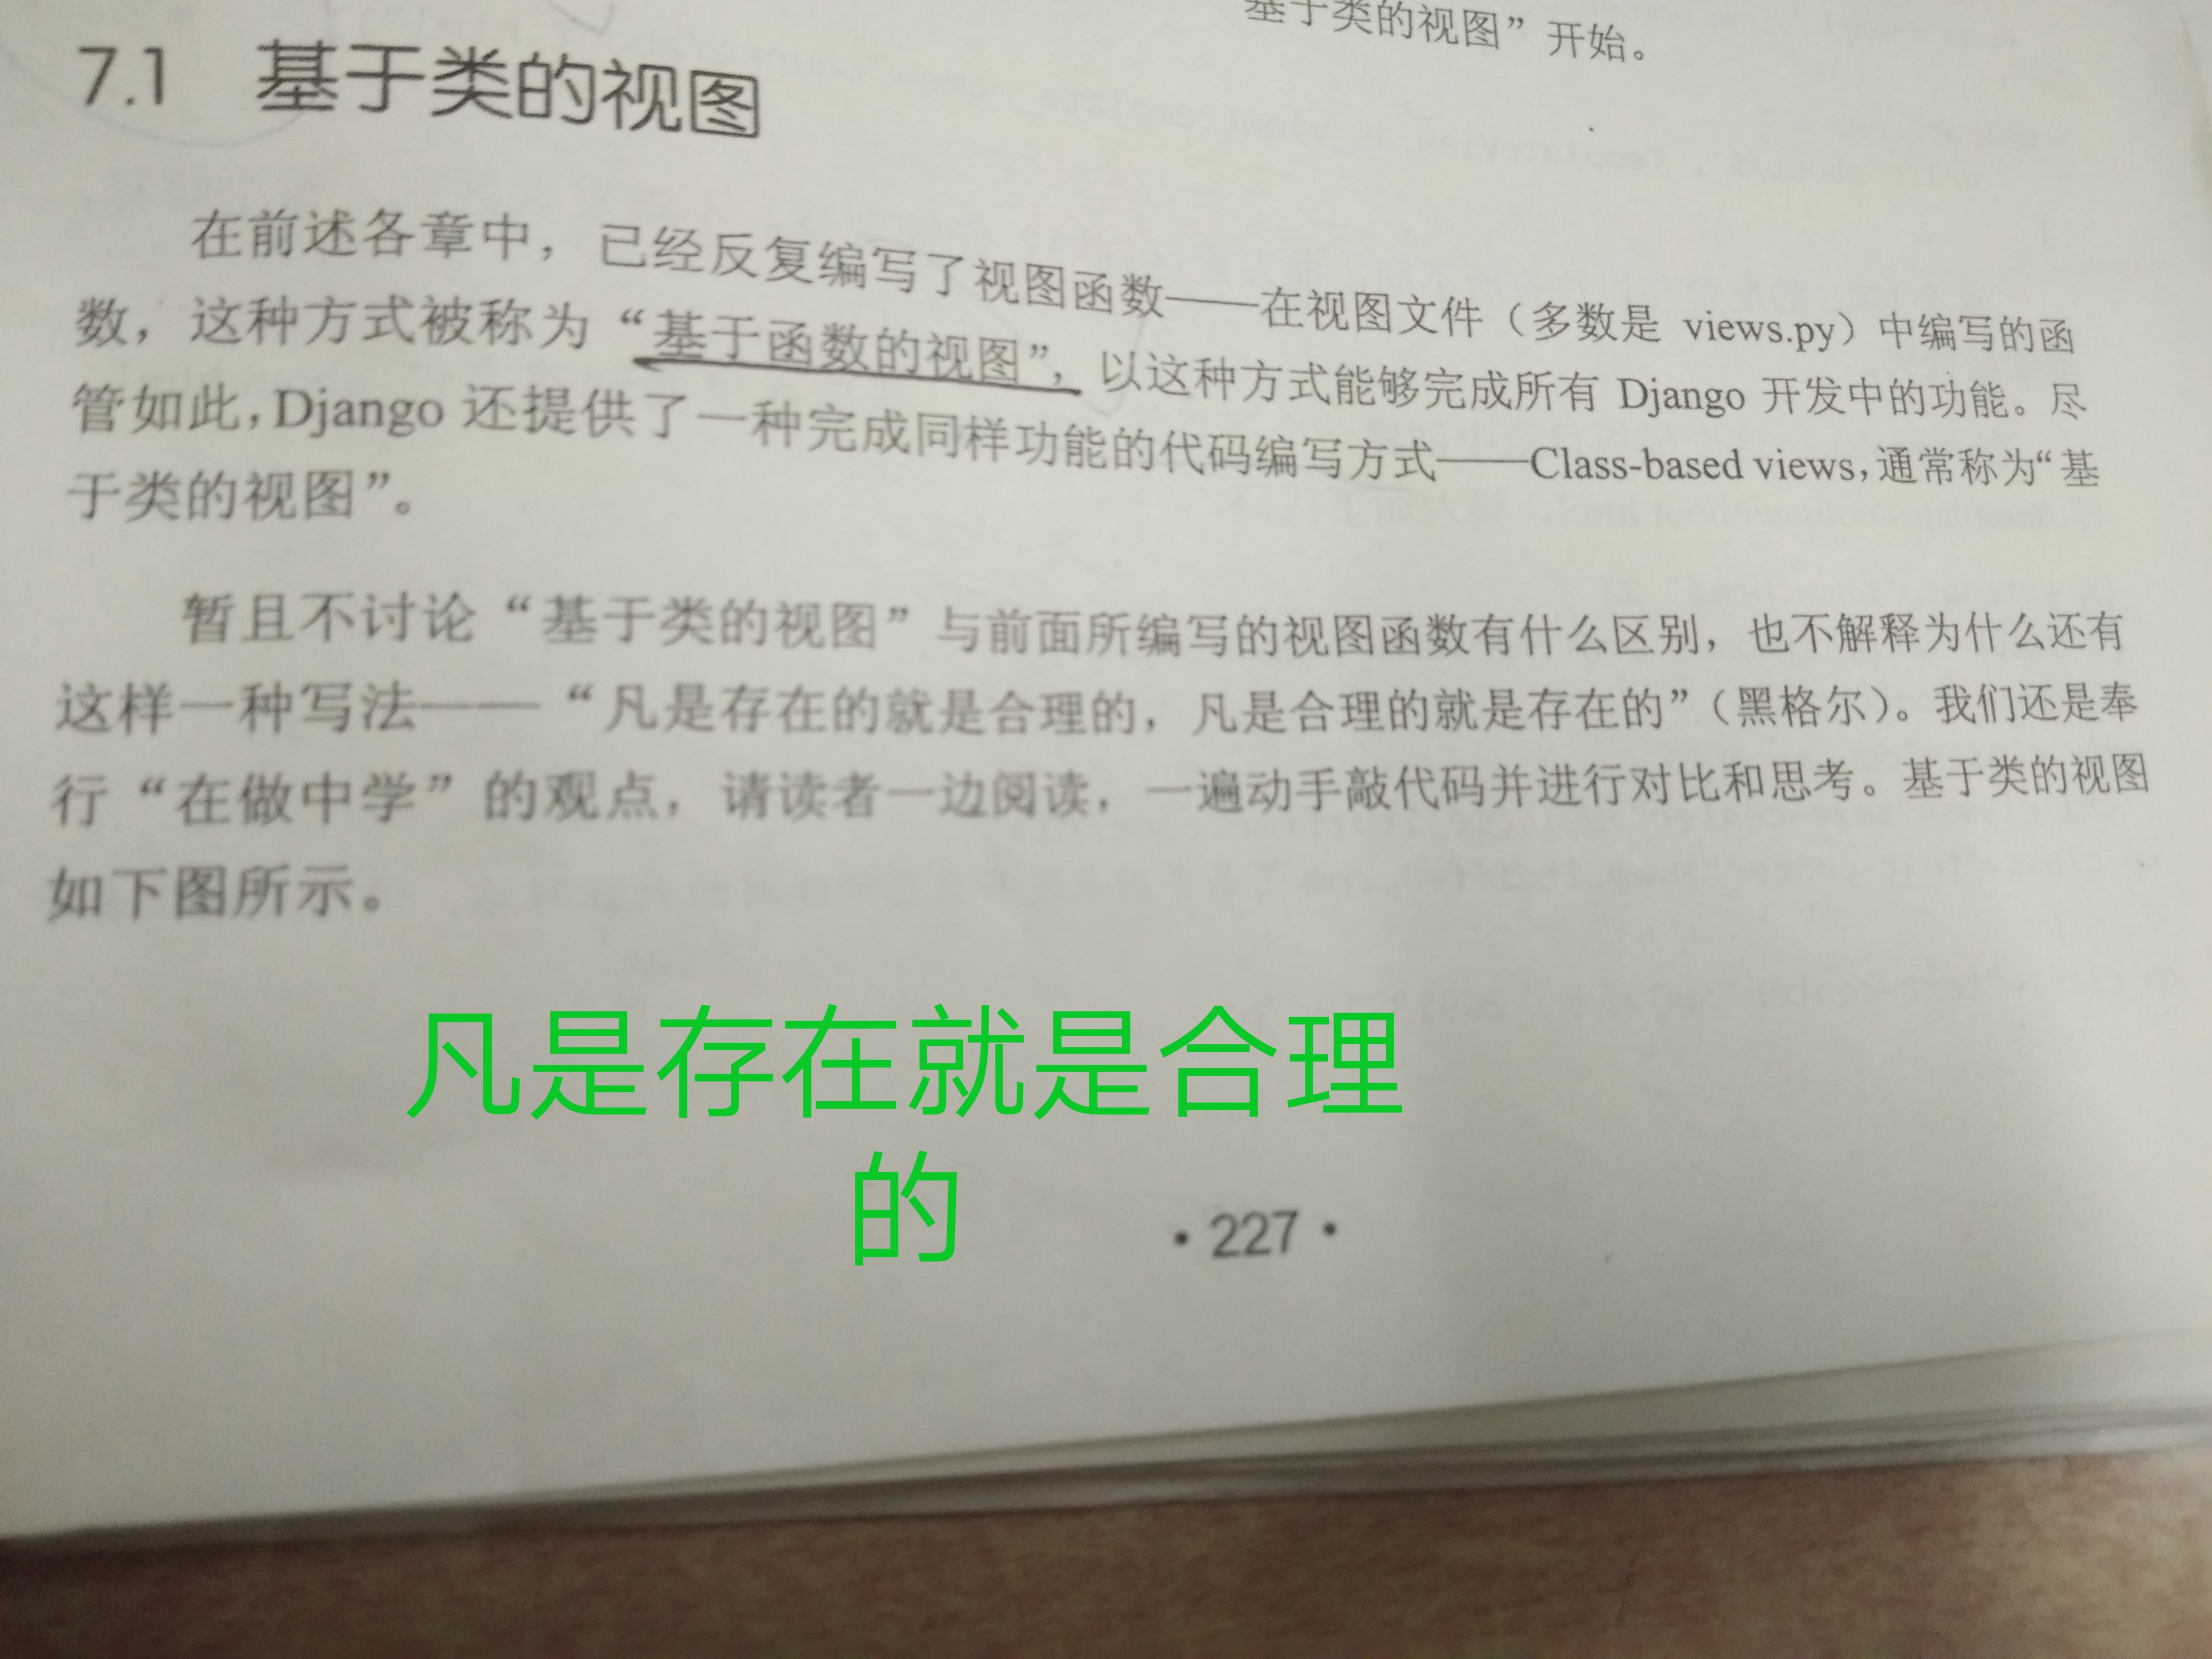 基于类的视图”开始。
7.1 基于类的视图
在前述各章中，已经反复编写了视图函数——在视图文件（多数是 views.py）中编写的函
数，这种方式被称为“基于函数的视图”，以这种方式能够完成所有 Django 开发中的功能。尽
管如此，Django 还提供了一种完成同样功能的代码编写方式——Class-based views，通常称为“基
于类的视图”。
暂且不讨论“基于类的视图”与前面所编写的视图函数有什么区别，也不解释为什么还有
这样一种写法——“凡是存在的就是合理的，凡是合理的就是存在的”（黑格尔）。我们还是奉
行“在做中学”的观点，请读者一边阅读，一遍动手敲代码并进行对比和思考。基于类的视图
如下图所示。
凡是存在就是合理
的
·227·